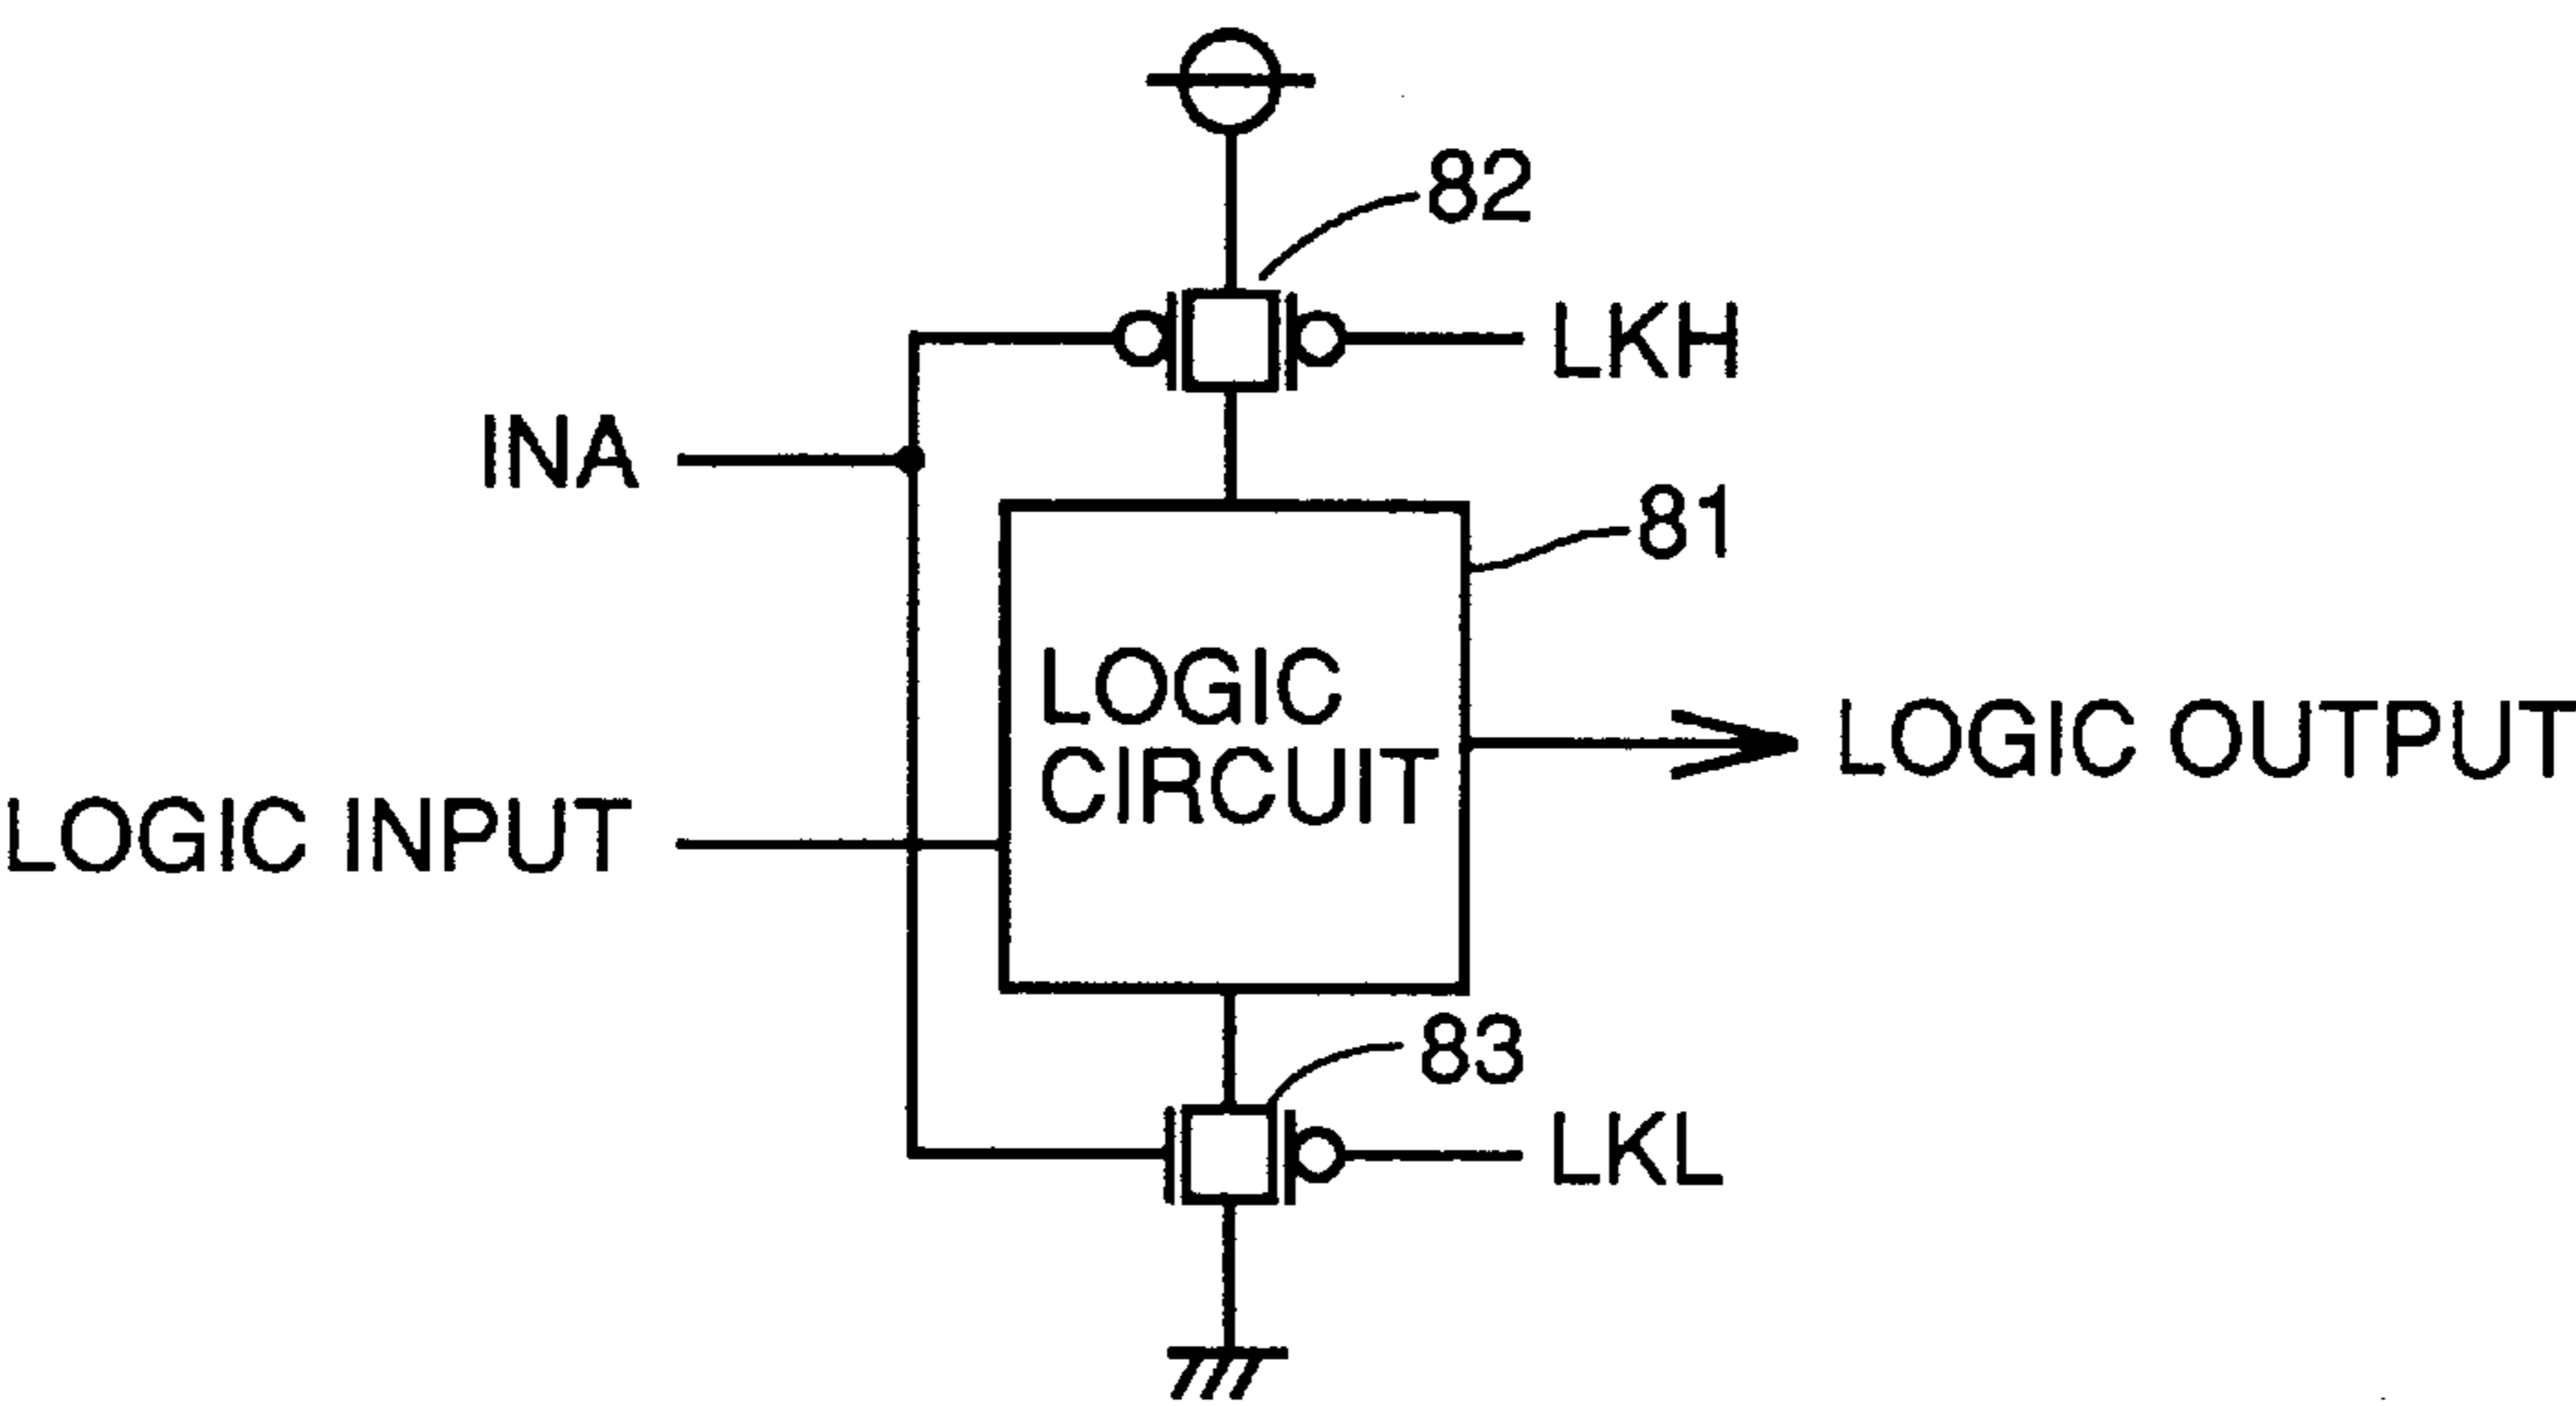 82
LKH
INA
81
LOGIC
CIRCUIT
LOGIC OUTPUT
LOGIC INPUT
83
LKL